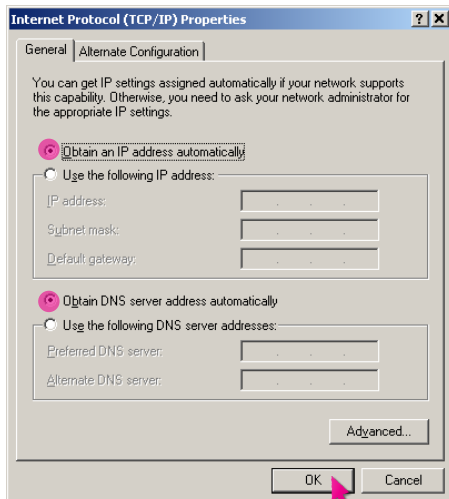 Internet Protocol (TCP/IP) Properties
General
Alternate Configuration
You can get IP settings assigned automatically if your network supports
this capability. Otherwise, you need to ask your network administrator for
the appropriate IP settings.
Obtain an IP address automatically
Use the following IP address:
IP address:
Subnet mask:
Default gateway:
Obtain DNS server address automatically
Use the following DNS server addresses:
Preferred DNS server:
Alternate DNS server:
Advanced...
OK
Cancel